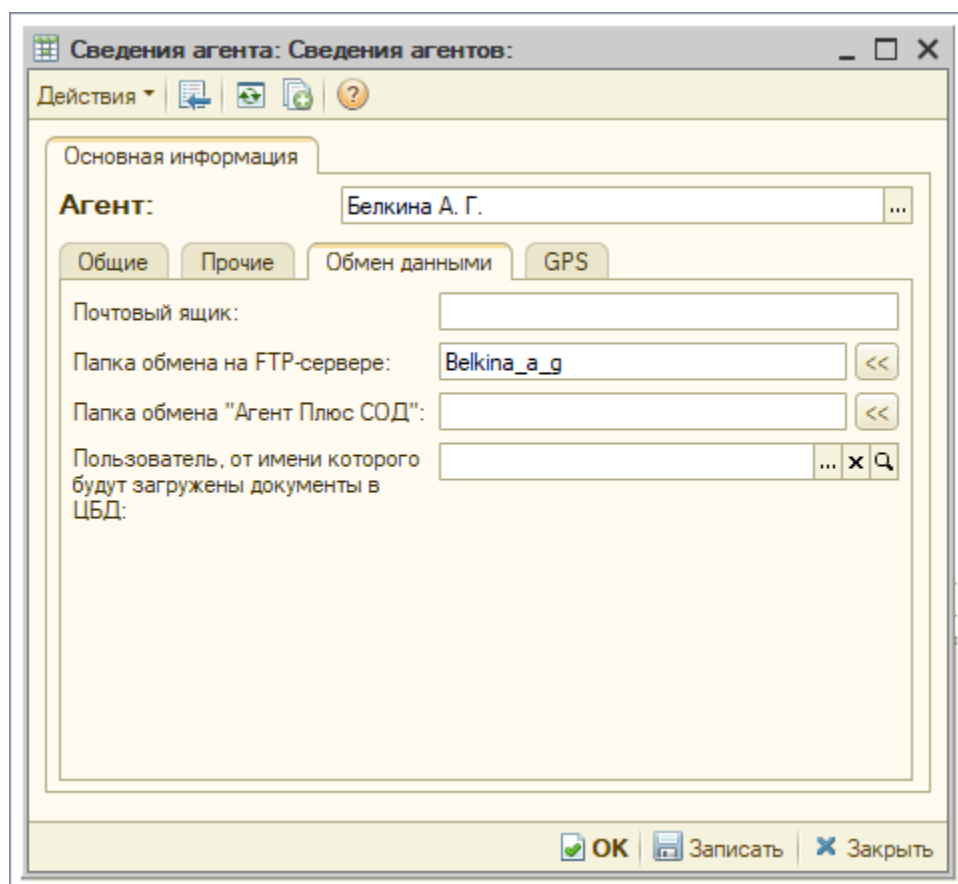 Сведения агента: Сведения агентов:
Действия
Основная информация
Агент: Белкина А. Г. ...
Общие Прочие Обмен данными GPS
Почтовый ящик:
Папка обмена на FTP-сервере: Belkina_a_g <<
Папка обмена "Агент Плюс СОД": <<
Пользователь, от имени которого ... x
будут загружены документы в
ЦБД:
OK Записать Закрыть